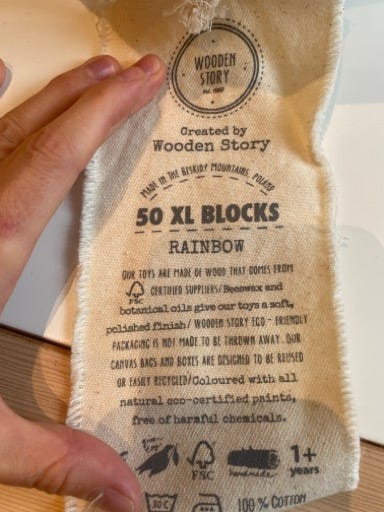 WOODEN
STORY
Created by
Wooden Story
MADE IN THE BESKIDY MOUNTAINS, POLAND
50 XL BLOCKS
RAINBOW
OUR TOYS ARE MADE OF WOOD THAT COMES FROM
FSC CERTIFIED SUPPLIERS/Beeswax and
botanical oils give our toys a soft,
polished finish/ WOODEN STORY ECO - FRIENDLY
PACKAGING IS NOT MADE TO BE THROWN AWAY. OUR
CANVAS BAGS AND BOXES ARE DESIGNED TO BE REUSED
OR EASILY RECYCLED/Coloured with all
natural eco-certified paints,
free of harmful chemicals.
FSC
handmade
1+
years
30°C
100% COTTON